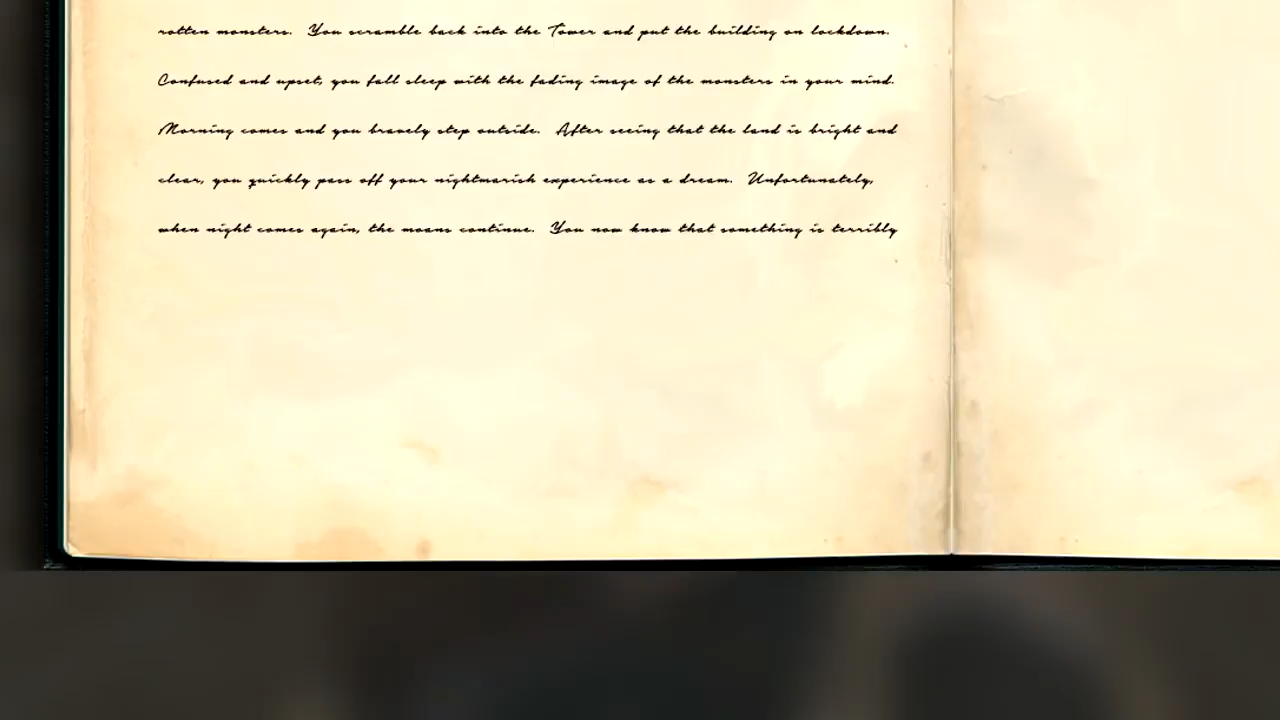 rotten monsters. You scramble back into the Tower and put the building on lockdown.
Confused and upset, you fall sleep with the fading image of the monsters in your mind.
Morning comes and you bravely step outside. After seeing that the land is bright and
clear, you quickly pass off your nightmarish experience as a dream. Unfortunately,
when night comes again, the moans continue. You now know that something is terribly